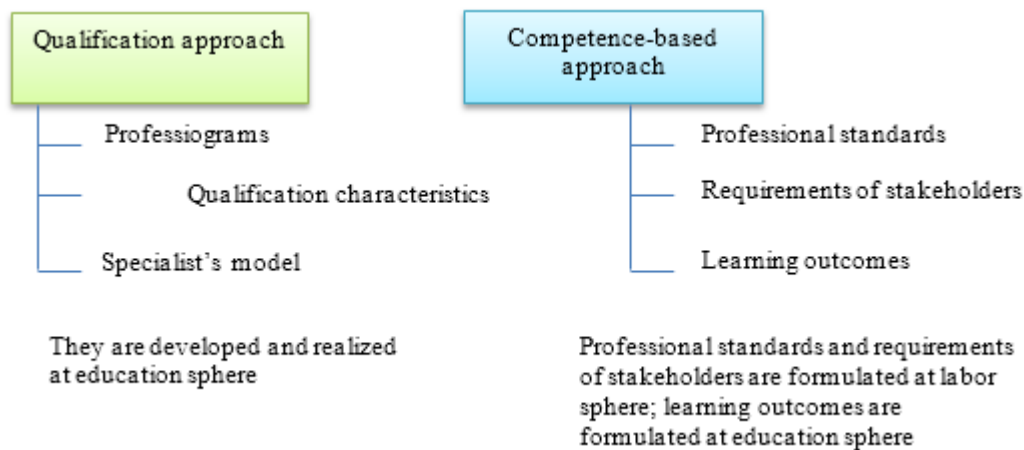 Qualification approach
Professiograms
Qualification characteristics
Specialist's model
They are developed and realized
at education sphere
Competence-based
approach
Professional standards
Requirements of stakeholders
Learning outcomes
Professional standards and requirements
of stakeholders are formulated at labor
sphere; learning outcomes are
formulated at education sphere